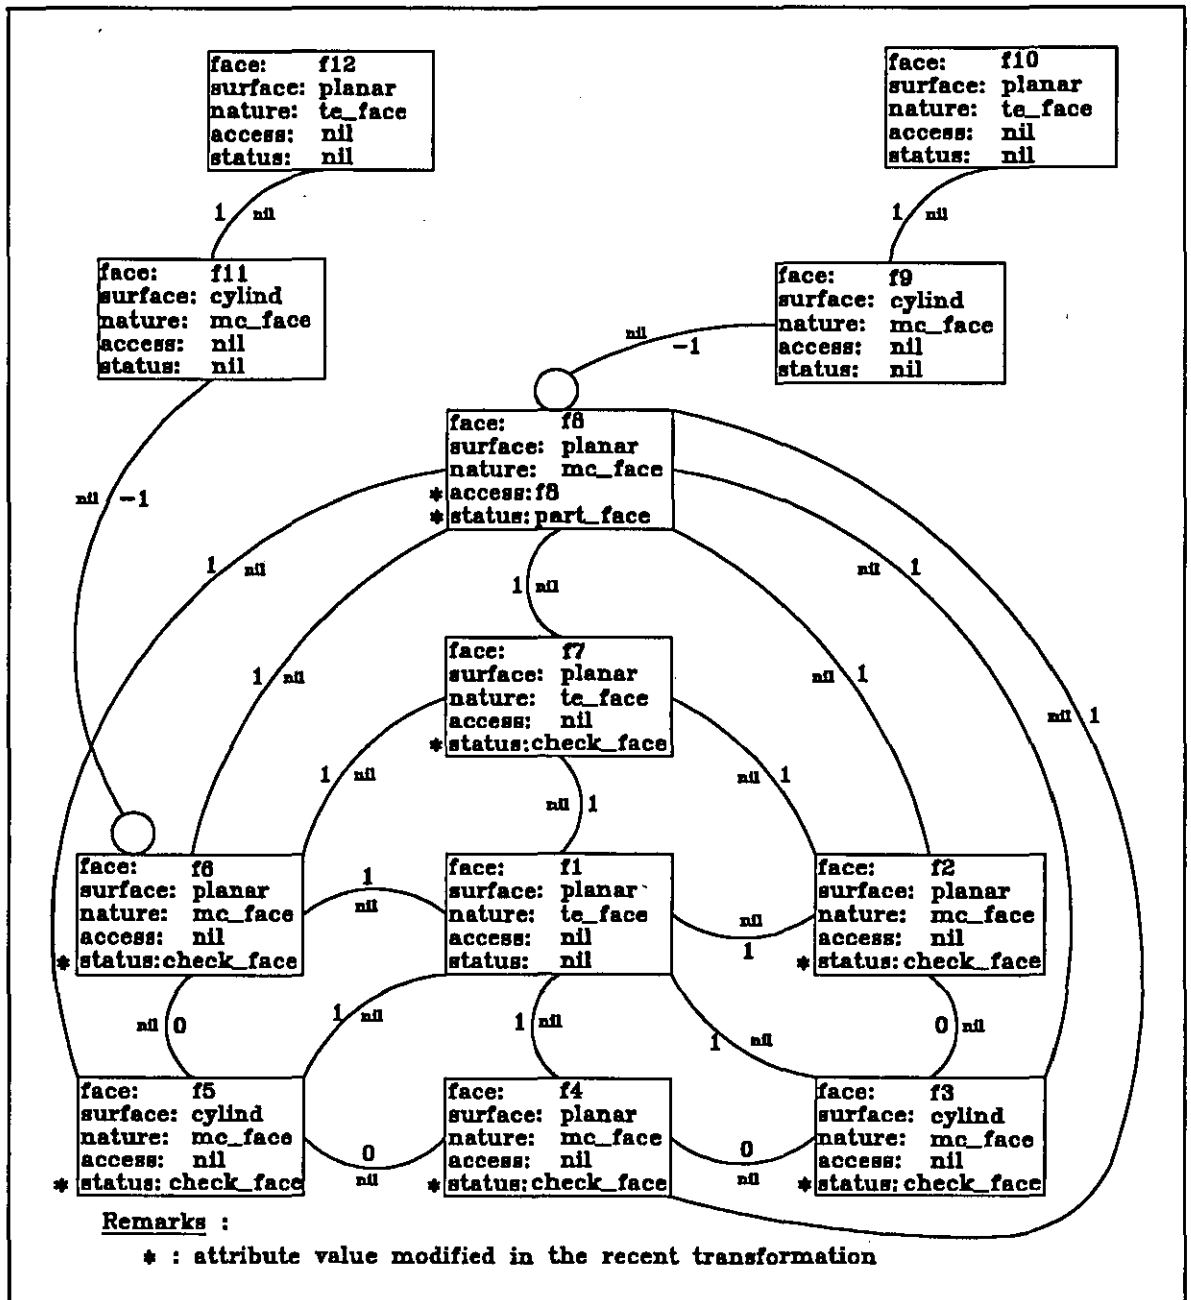 face: f12
surface: planar
nature: te_face
access: nil
status: nil
face: f10
surface: planar
nature: te_face
access: nil
status: nil
1 nil
1 nil
face: f11
surface: cylind
nature: mc_face
access: nil
status: nil
face: f9
surface: cylind
nature: mc_face
access: nil
status: nil
nil -1
nil -1
face: f8
surface: planar
nature: mc_face
* access: f8
* status: part_face
1 nil
1 nil
nil 1
1 nil
nil 1
nil 1
face: f7
surface: planar
nature: te_face
access: nil
* status: check_face
1 nil
nil 1
nil 1
face: f6
surface: planar
nature: mc_face
access: nil
* status: check_face
1
nil
face: f1
surface: planar
nature: te_face
access: nil
status: nil
nil
1
face: f2
surface: planar
nature: mc_face
access: nil
* status: check_face
nil 0
1 nil
1 nil
1 nil
0 nil
face: f5
surface: cylind
nature: mc_face
access: nil
* status: check_face
0
nil
face: f4
surface: planar
nature: mc_face
access: nil
* status: check_face
0
nil
face: f3
surface: cylind
nature: mc_face
access: nil
* status: check_face
Remarks :
* : attribute value modified in the recent transformation